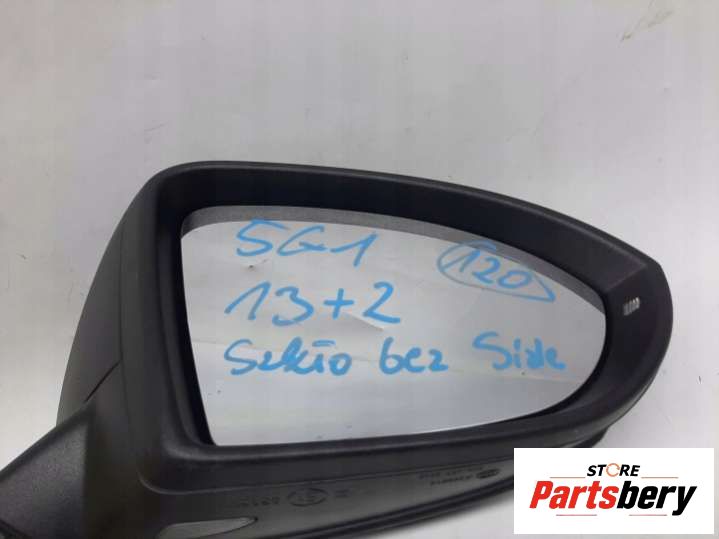 5G1 120
13+2
Szkło bez Side
STORE
Partsbery